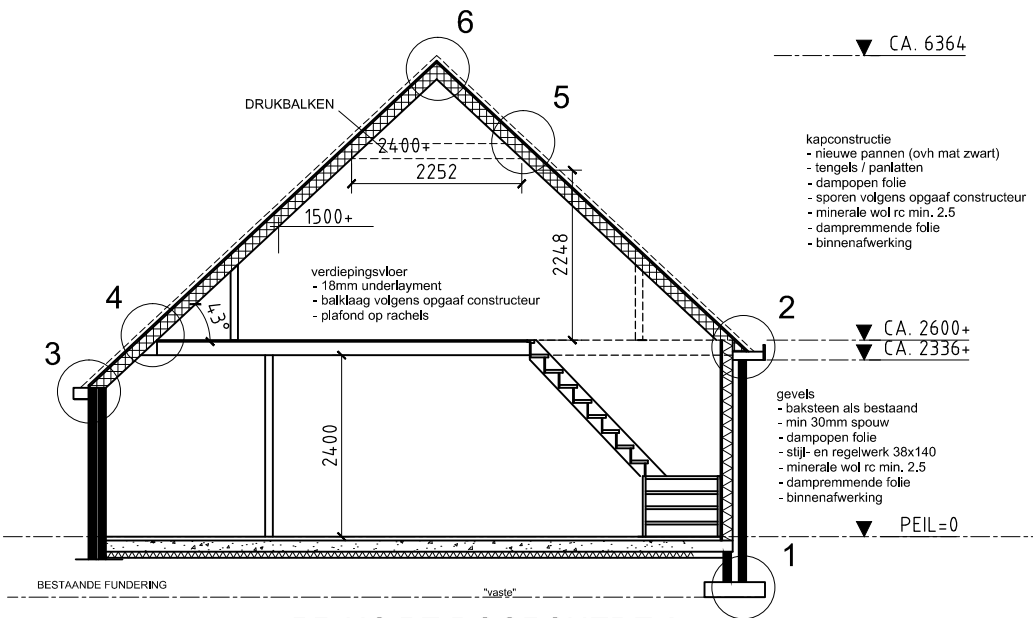 6
CA. 6364
5
DRUKBALKEN
2400+
2252
kapconstructie
- nieuwe pannen (ovh mat zwart)
- tengels / panlatten
- dampopen folie
- sporen volgens opgaaf constructeur
- minerale wol rc min. 2.5
- dampremmende folie
- binnenafwerking
1500+
2248
verdiepingsvloer
- 18mm underlayment
- balklaag volgens opgaaf constructeur
- plafond op rachels
4
43°
2
CA. 2600+
CA. 2336+
3
gevels
- baksteen als bestaand
- min 30mm spouw
- dampopen folie
- stijl- en regelwerk 38x140
- minerale wol rc min. 2.5
- dampremmende folie
- binnenafwerking
2400
PEIL=0
1
BESTAANDE FUNDERING
"vaste"